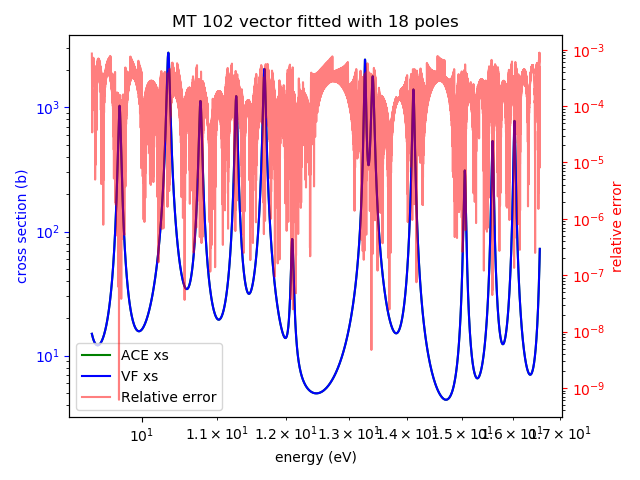 MT 102 vector fitted with 18 poles
10³
10²
10¹
cross section (b)
10⁻³
10⁻⁴
10⁻⁵
10⁻⁶
10⁻⁷
10⁻⁸
10⁻⁹
relative error
ACE xs
VF xs
Relative error
10¹ 1.1 × 10¹ 1.2 × 10¹ 1.3 × 10¹ 1.4 × 10¹ 1.5 × 10¹ 1.6 × 10¹ 1.7 × 10¹
energy (eV)